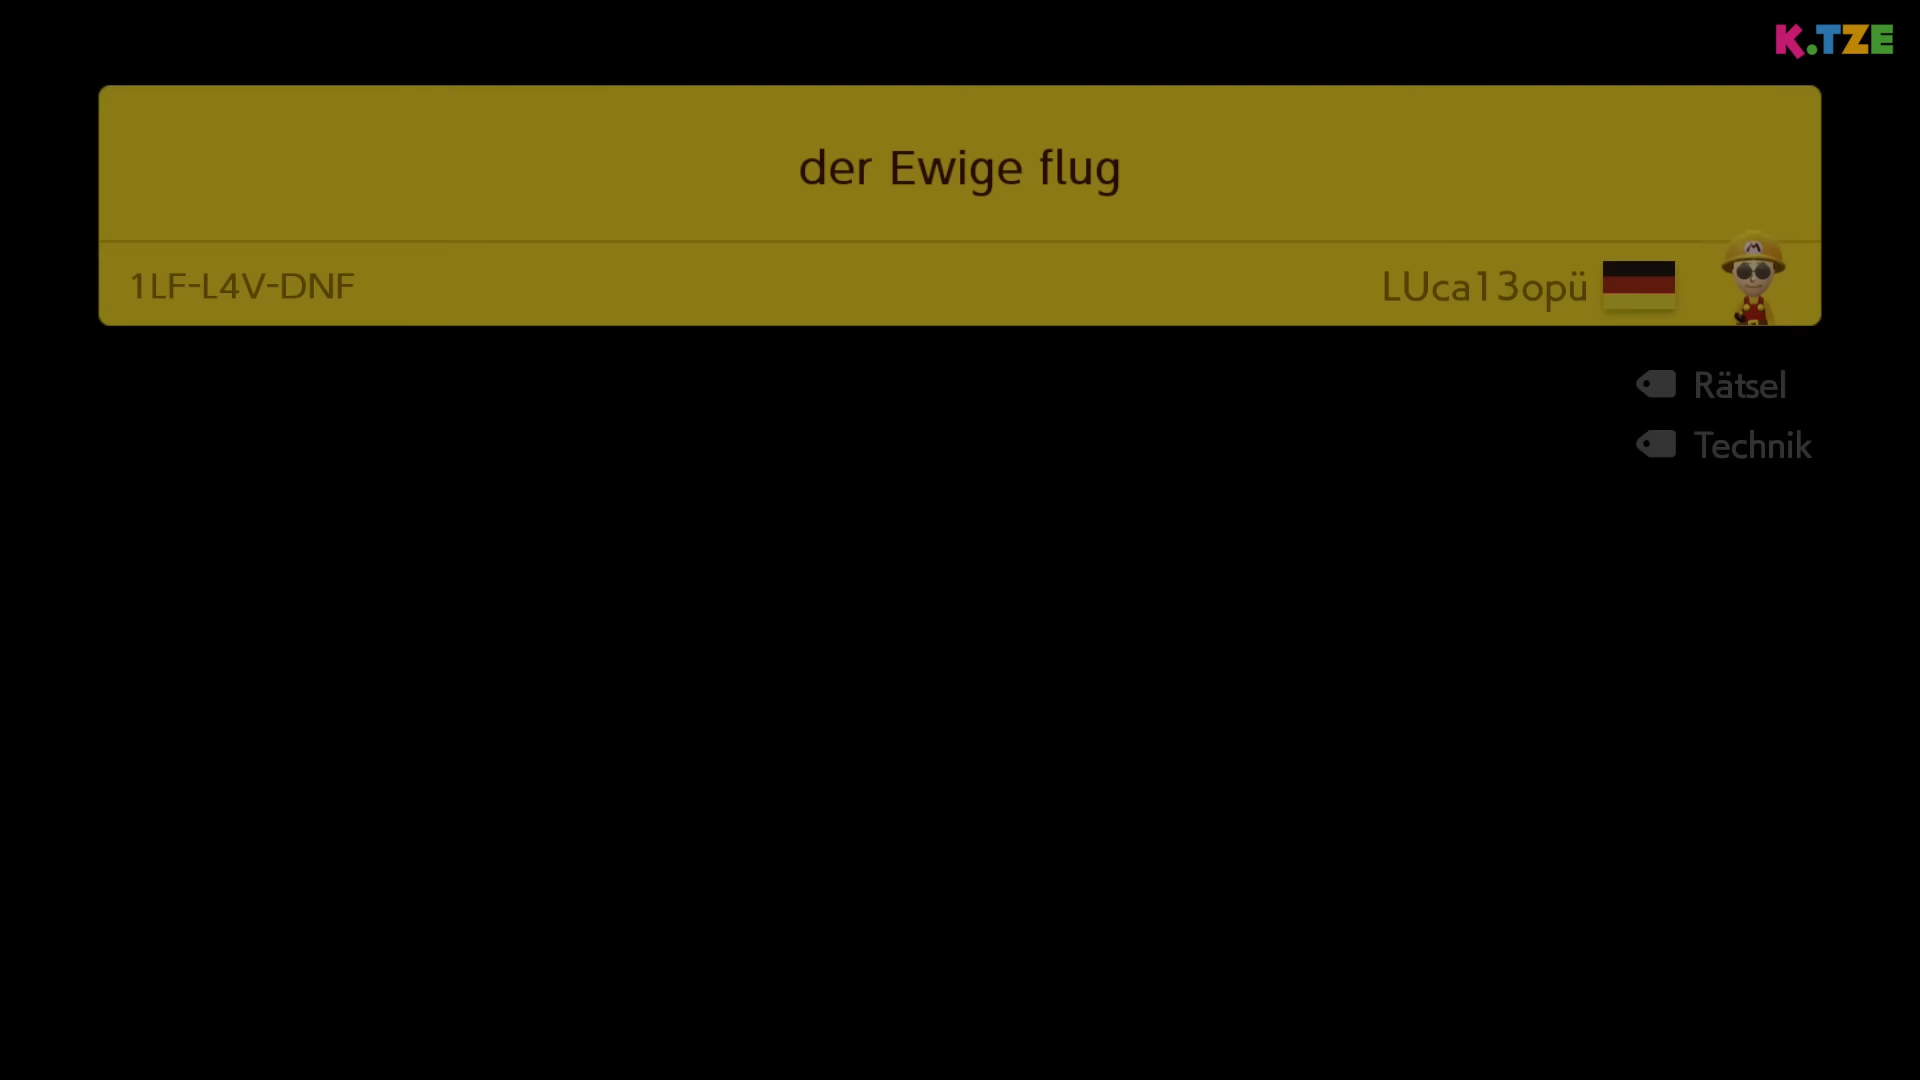 K.TZE
der Ewige flug
1LF-L4V-DNF
LUca13opü
Rätsel
Technik